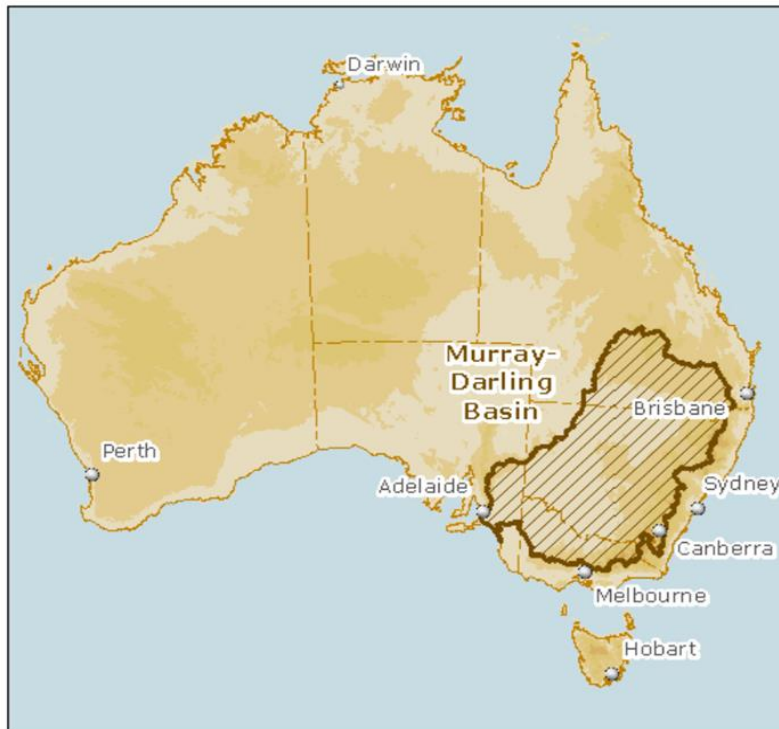 Darwin
Murray-
Darling
Basin
Brisbane
Perth
Adelaide
Sydney
Canberra
Melbourne
Hobart